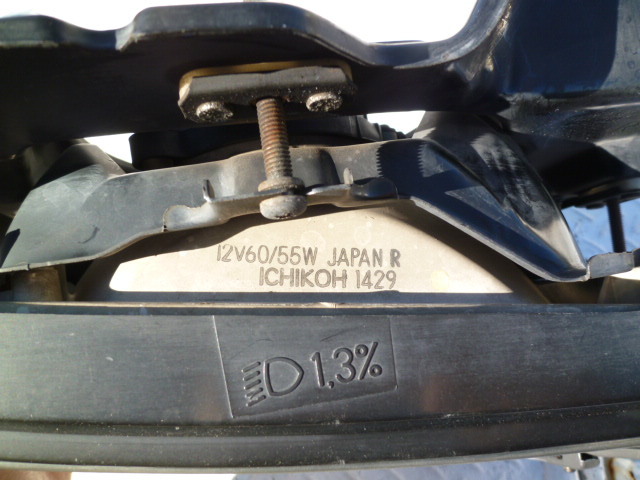 12V60/55W JAPAN R
ICHIKOH 1429
1,3%